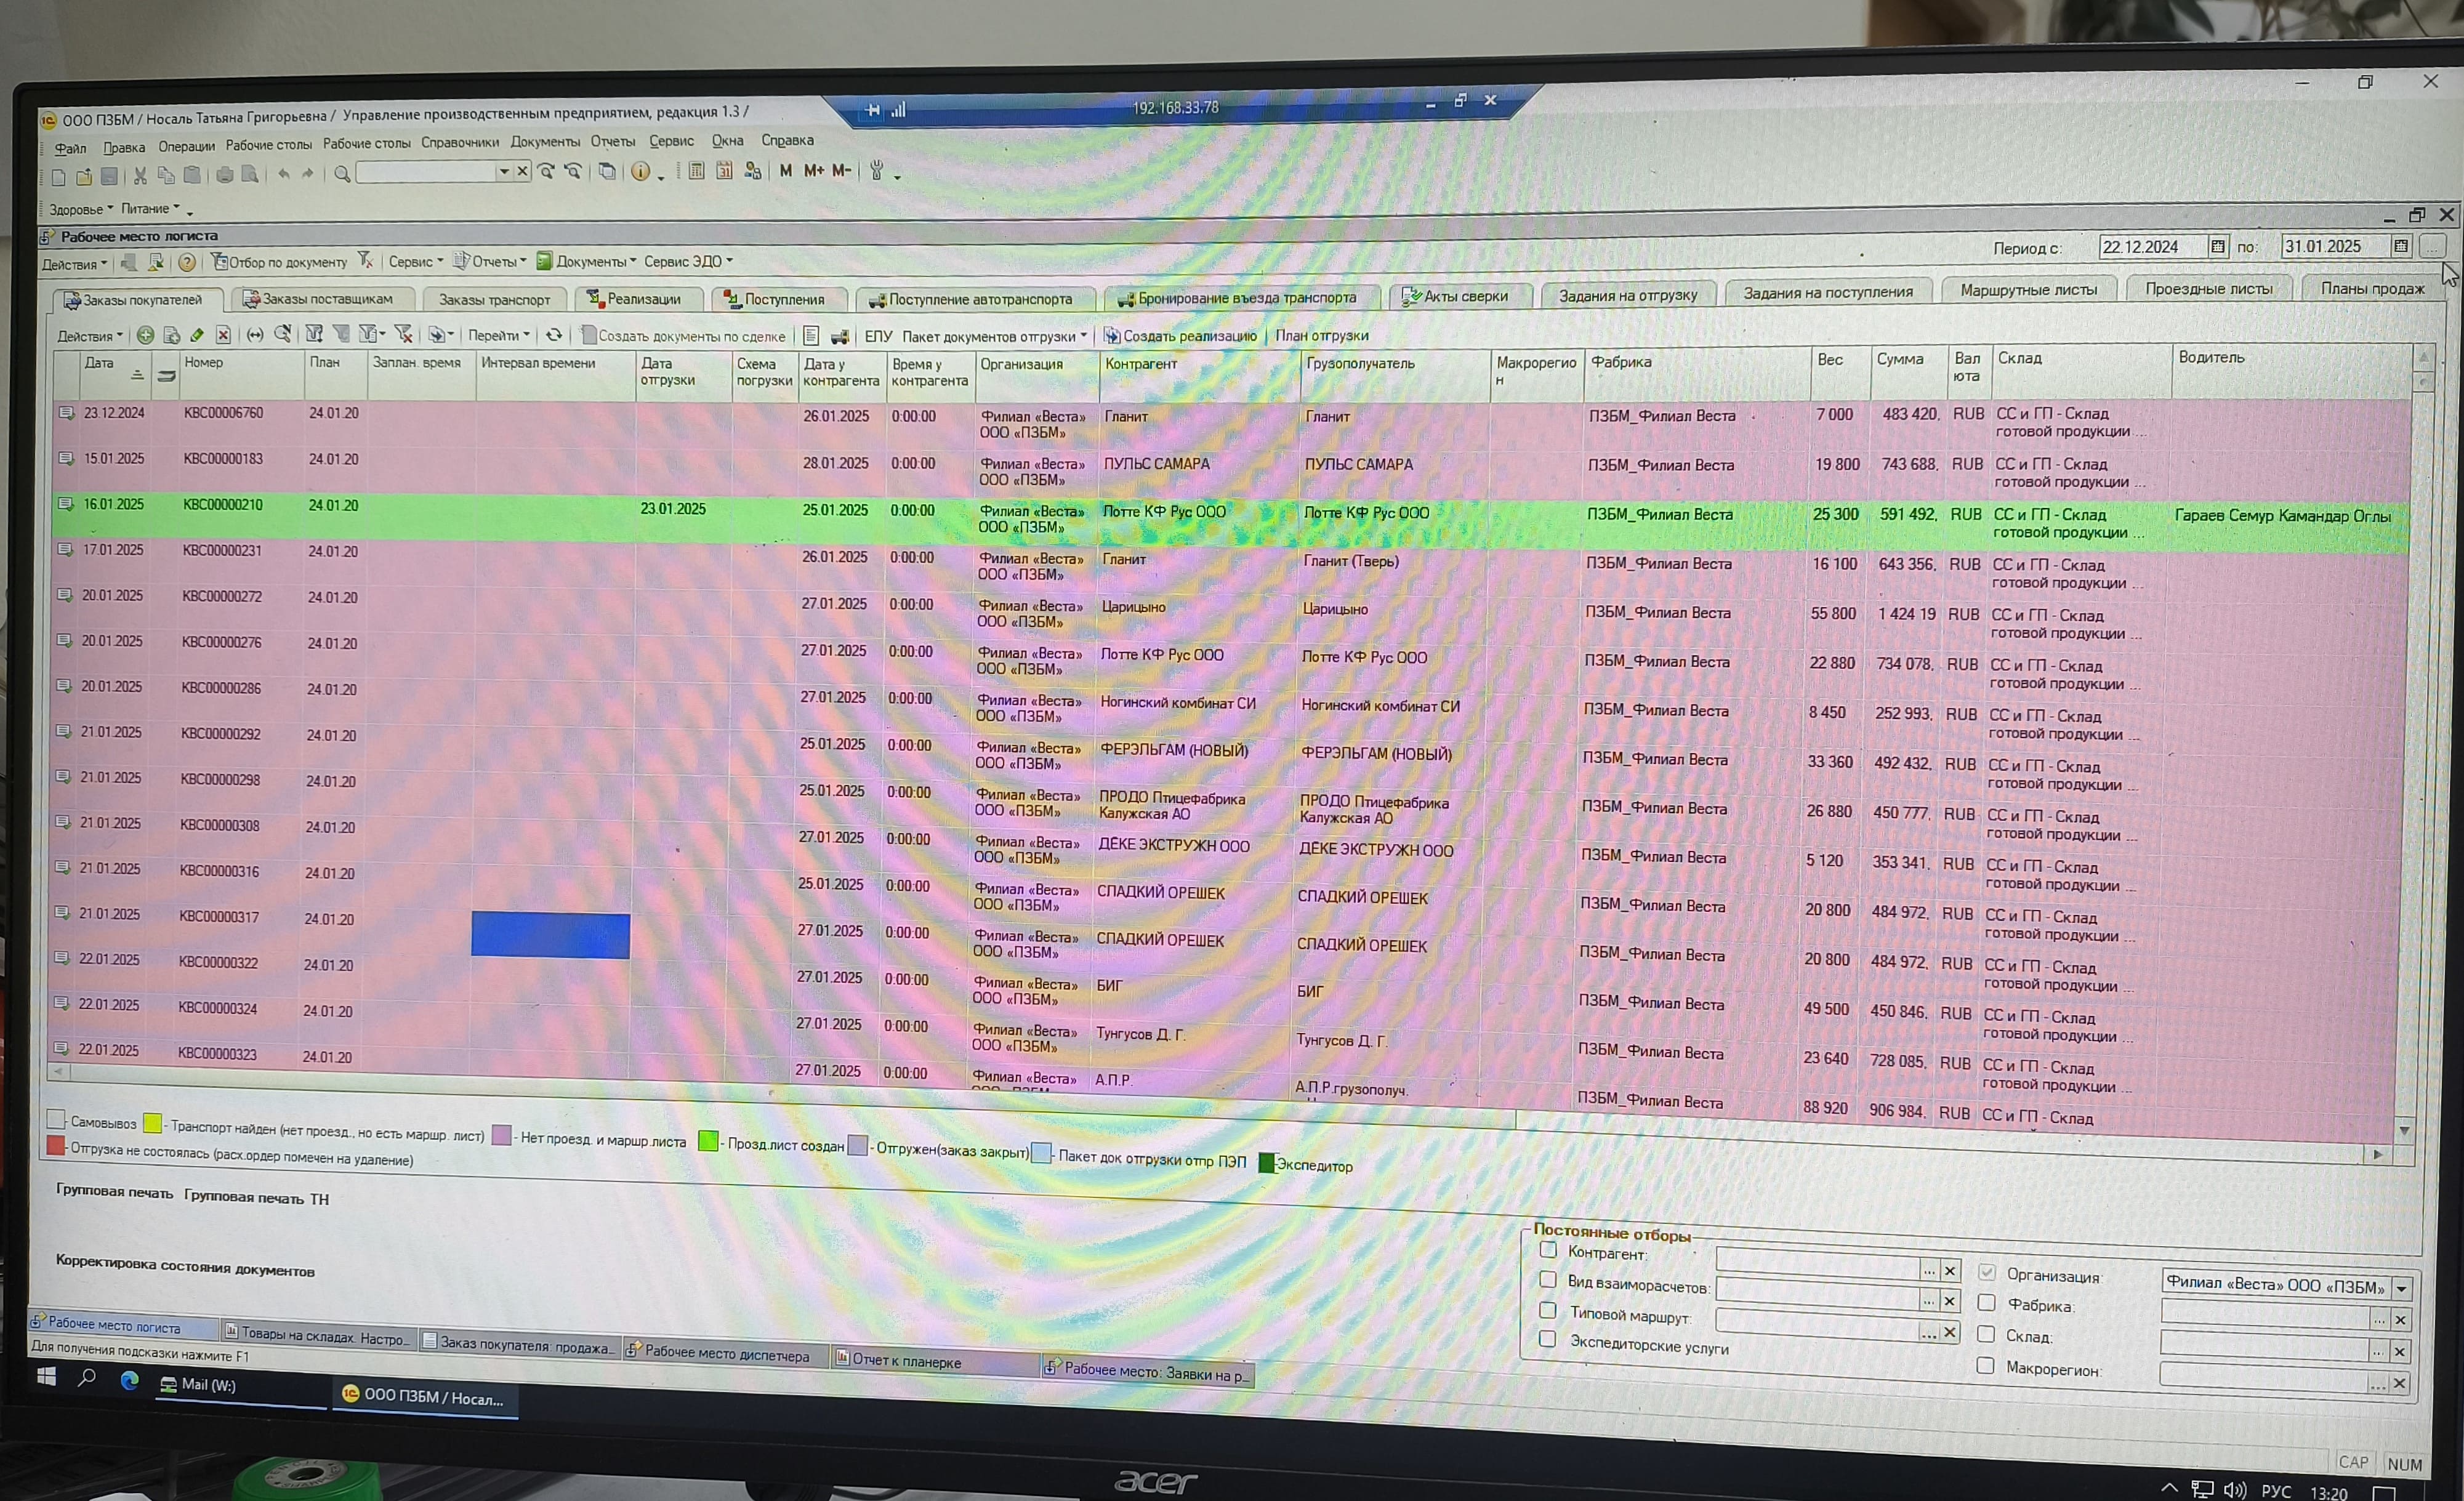 ООО ПЗБМ / Носаль Татьяна Григорьевна / Управление производственным предприятием, редакция 1.3 /
192.168.33.78
Файл Правка Операции Рабочие столы Рабочие столы Справочники Документы Отчеты Сервис Окна Справка
M M+ M-
Здоровье Питание
Рабочее место логиста
Действия Отбор по документу Сервис Отчеты Документы Сервис ЭДО Период с: 22.12.2024 по: 31.01.2025 ...
Заказы покупателей Заказы поставщикам Заказы транспорт Реализации Поступления Поступление автотранспорта Бронирование въезда транспорта Акты сверки Задания на отгрузку Задания на поступления Маршрутные листы Проездные листы Планы продаж
Действия Перейти Создать документы по сделке ЕПУ Пакет документов отгрузки Создать реализацию План отгрузки
Дата Номер План Заплан. время Интервал времени Дата отгрузки Схема погрузки Дата у контрагента Время у контрагента Организация Контрагент Грузополучатель Макрорегион Фабрика Вес Сумма Валюта Склад Водитель
23.12.2024 КВС00006760 24.01.20 26.01.2025 0:00:00 Филиал «Веста» ООО «ПЗБМ» Гланит Гланит ПЗБМ_Филиал Веста 7 000 483 420, RUB СС и ГП - Склад готовой продукции ...
15.01.2025 КВС00000183 24.01.20 28.01.2025 0:00:00 Филиал «Веста» ООО «ПЗБМ» ПУЛЬС САМАРА ПУЛЬС САМАРА ПЗБМ_Филиал Веста 19 800 743 688, RUB СС и ГП - Склад готовой продукции ...
16.01.2025 КВС00000210 24.01.20 23.01.2025 25.01.2025 0:00:00 Филиал «Веста» ООО «ПЗБМ» Лотте КФ Рус ООО Лотте КФ Рус ООО ПЗБМ_Филиал Веста 25 300 591 492, RUB СС и ГП - Склад готовой продукции ... Гараев Семур Камандар Оглы
17.01.2025 КВС00000231 24.01.20 26.01.2025 0:00:00 Филиал «Веста» ООО «ПЗБМ» Гланит Гланит (Тверь) ПЗБМ_Филиал Веста 16 100 643 356, RUB СС и ГП - Склад готовой продукции ...
20.01.2025 КВС00000272 24.01.20 27.01.2025 0:00:00 Филиал «Веста» ООО «ПЗБМ» Царицыно Царицыно ПЗБМ_Филиал Веста 55 800 1 424 19 RUB СС и ГП - Склад готовой продукции ...
20.01.2025 КВС00000276 24.01.20 27.01.2025 0:00:00 Филиал «Веста» ООО «ПЗБМ» Лотте КФ Рус ООО Лотте КФ Рус ООО ПЗБМ_Филиал Веста 22 880 734 078, RUB СС и ГП - Склад готовой продукции ...
20.01.2025 КВС00000286 24.01.20 27.01.2025 0:00:00 Филиал «Веста» ООО «ПЗБМ» Ногинский комбинат СИ Ногинский комбинат СИ ПЗБМ_Филиал Веста 8 450 252 993, RUB СС и ГП - Склад готовой продукции ...
21.01.2025 КВС00000292 24.01.20 25.01.2025 0:00:00 Филиал «Веста» ООО «ПЗБМ» ФЕРЭЛЬГАМ (НОВЫЙ) ФЕРЭЛЬГАМ (НОВЫЙ) ПЗБМ_Филиал Веста 33 360 492 432, RUB СС и ГП - Склад готовой продукции ...
21.01.2025 КВС00000298 24.01.20 25.01.2025 0:00:00 Филиал «Веста» ООО «ПЗБМ» ПРОДО Птицефабрика Калужская АО ПРОДО Птицефабрика Калужская АО ПЗБМ_Филиал Веста 26 880 450 777, RUB СС и ГП - Склад готовой продукции ...
21.01.2025 КВС00000308 24.01.20 27.01.2025 0:00:00 Филиал «Веста» ООО «ПЗБМ» ДЁКЕ ЭКСТРУЖН ООО ДЁКЕ ЭКСТРУЖН ООО ПЗБМ_Филиал Веста 5 120 353 341, RUB СС и ГП - Склад готовой продукции ...
21.01.2025 КВС00000316 24.01.20 25.01.2025 0:00:00 Филиал «Веста» ООО «ПЗБМ» СЛАДКИЙ ОРЕШЕК СЛАДКИЙ ОРЕШЕК ПЗБМ_Филиал Веста 20 800 484 972, RUB СС и ГП - Склад готовой продукции ...
21.01.2025 КВС00000317 24.01.20 27.01.2025 0:00:00 Филиал «Веста» ООО «ПЗБМ» СЛАДКИЙ ОРЕШЕК СЛАДКИЙ ОРЕШЕК ПЗБМ_Филиал Веста 20 800 484 972, RUB СС и ГП - Склад готовой продукции ...
22.01.2025 КВС00000322 24.01.20 27.01.2025 0:00:00 Филиал «Веста» ООО «ПЗБМ» БИГ БИГ ПЗБМ_Филиал Веста 49 500 450 846, RUB СС и ГП - Склад готовой продукции ...
22.01.2025 КВС00000324 24.01.20 27.01.2025 0:00:00 Филиал «Веста» ООО «ПЗБМ» Тунгусов Д. Г. Тунгусов Д. Г. ПЗБМ_Филиал Веста 23 640 728 085, RUB СС и ГП - Склад готовой продукции ...
22.01.2025 КВС00000323 24.01.20 27.01.2025 0:00:00 Филиал «Веста» А.П.Р. А.П.Р.грузополуч. ПЗБМ_Филиал Веста 88 920 906 984, RUB СС и ГП - Склад
- Самовывоз - Транспорт найден (нет проезд., но есть маршр. лист) - Нет проезд. и маршр.листа - Прозд.лист создан - Отгружен(заказ закрыт) - Пакет док отгрузки отпр ПЭП - Экспедитор
- Отгрузка не состоялась (расх.ордер помечен на удаление)
Групповая печать Групповая печать ТН
Корректировка состояния документов
Постоянные отборы
Контрагент: ... Организация: Филиал «Веста» ООО «ПЗБМ»
Вид взаиморасчетов: ... Фабрика: ...
Типовой маршрут: ... Склад: ...
Экспедиторские услуги Макрорегион: ...
Рабочее место логиста Товары на складах. Настро... Заказ покупателя: продажа... Рабочее место диспетчера Отчет к планерке Рабочее место: Заявки на р...
Для получения подсказки нажмите F1
CAP NUM
Mail (W:) ООО ПЗБМ / Носал... РУС 13:20
acer